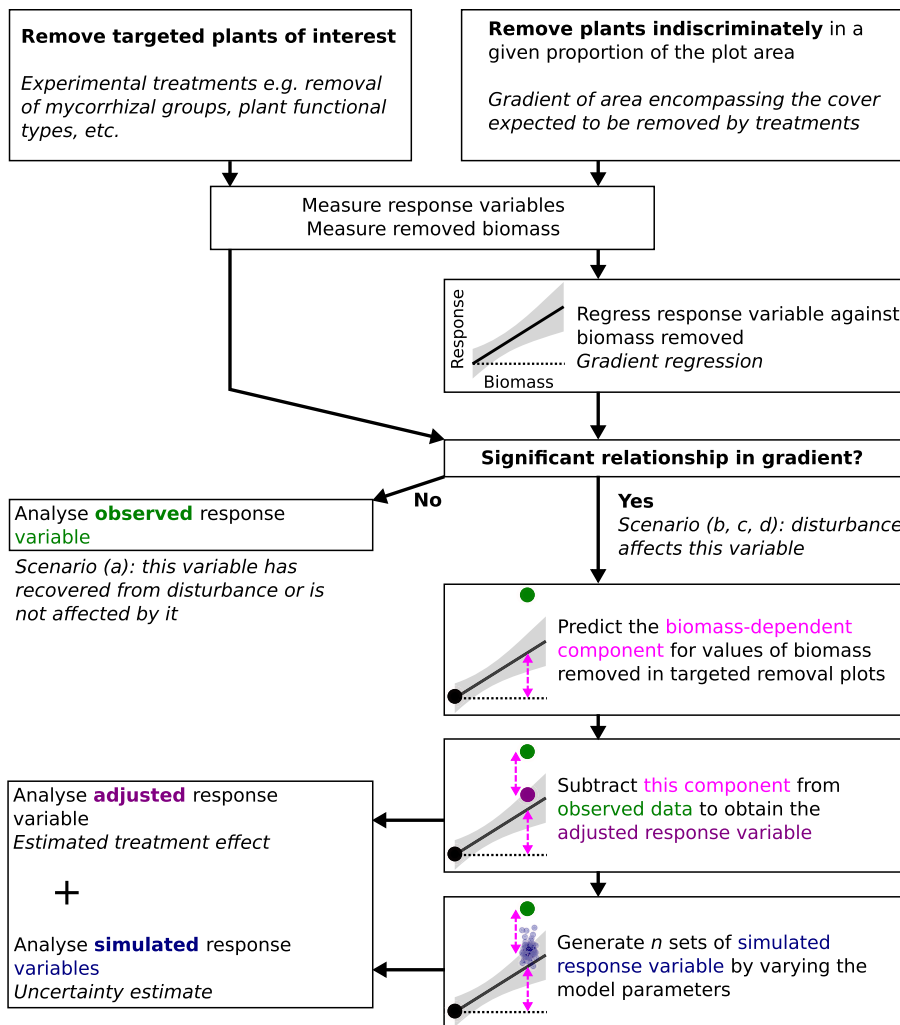 Remove targeted plants of interest
Experimental treatments e.g. removal
of mycorrhizal groups, plant functional
types, etc.
Remove plants indiscriminately in a
given proportion of the plot area
Gradient of area encompassing the cover
expected to be removed by treatments
Measure response variables
Measure removed biomass
Response
Biomass
Regress response variable against
biomass removed
Gradient regression
Significant relationship in gradient?
No
Analyse observed response
variable
Scenario (a): this variable has
recovered from disturbance or is
not affected by it
Yes
Scenario (b, c, d): disturbance
affects this variable
Predict the biomass-dependent
component for values of biomass
removed in targeted removal plots
Subtract this component from
observed data to obtain the
adjusted response variable
Analyse adjusted response
variable
Estimated treatment effect
+
Analyse simulated response
variables
Uncertainty estimate
Generate n sets of simulated
response variable by varying the
model parameters